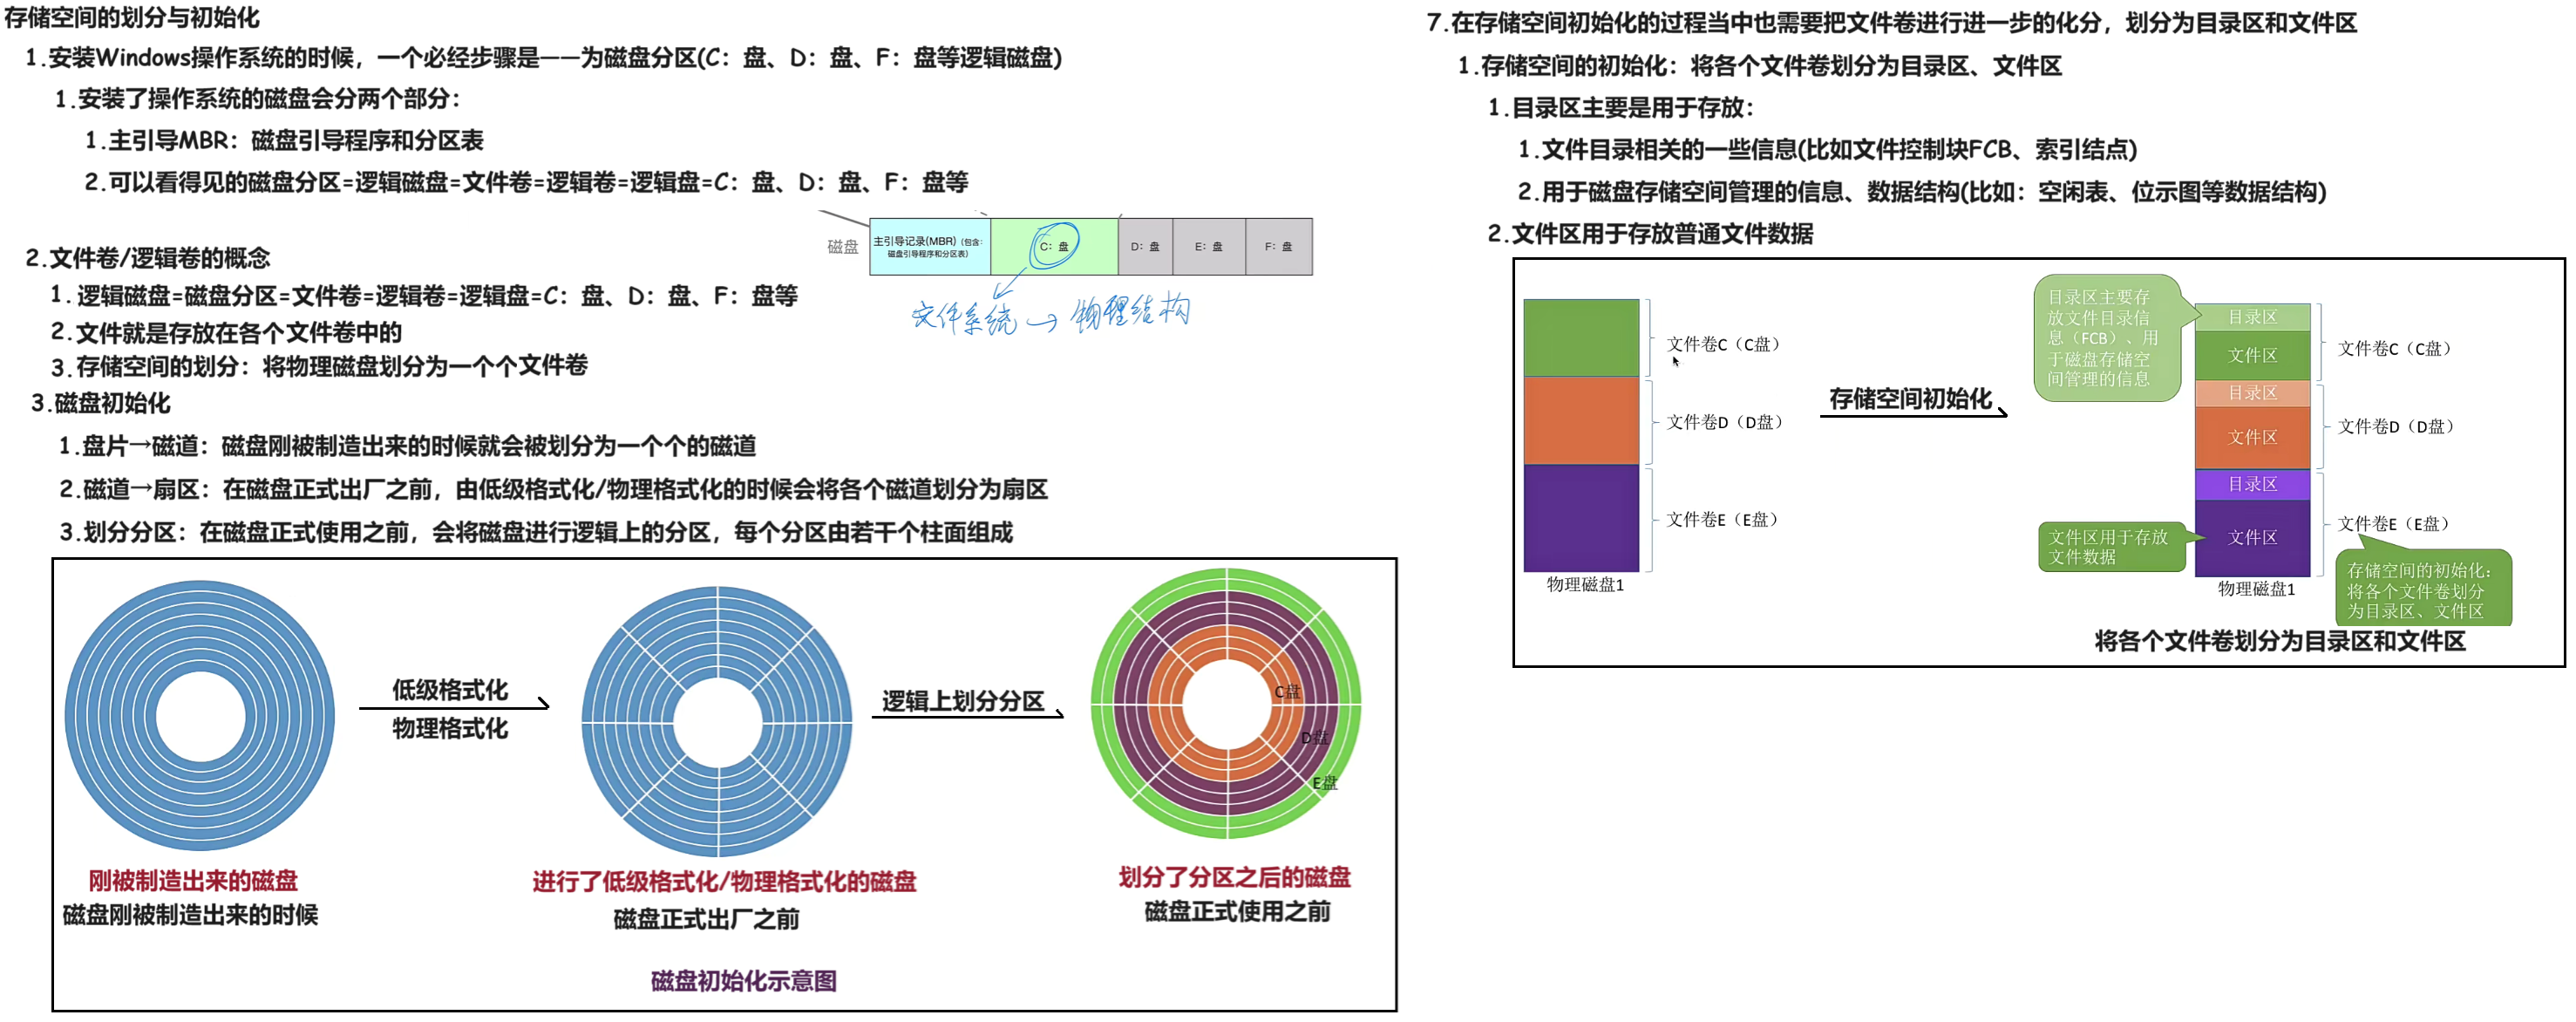 存储空间的划分与初始化
1.安装Windows操作系统的时候，一个必经步骤是——为磁盘分区(C：盘、D：盘、F：盘等逻辑磁盘)
1.安装了操作系统的磁盘会分两个部分：
1.主引导MBR：磁盘引导程序和分区表
2.可以看得见的磁盘分区=逻辑磁盘=文件卷=逻辑卷=逻辑盘=C：盘、D：盘、F：盘等
磁盘
主引导记录(MBR)（包含：
磁盘引导程序和分区表）
C：盘
D：盘
E：盘
F：盘
文件系统→物理结构
2.文件卷/逻辑卷的概念
1.逻辑磁盘=磁盘分区=文件卷=逻辑卷=逻辑盘=C：盘、D：盘、F：盘等
2.文件就是存放在各个文件卷中的
3.存储空间的划分：将物理磁盘划分为一个个文件卷
3.磁盘初始化
1.盘片→磁道：磁盘刚被制造出来的时候就会被划分为一个个的磁道
2.磁道→扇区：在磁盘正式出厂之前，由低级格式化/物理格式化的时候会将各个磁道划分为扇区
3.划分分区：在磁盘正式使用之前，会将磁盘进行逻辑上的分区，每个分区由若干个柱面组成
低级格式化
物理格式化
逻辑上划分分区
C盘
D盘
E盘
刚被制造出来的磁盘
磁盘刚被制造出来的时候
进行了低级格式化/物理格式化的磁盘
磁盘正式出厂之前
划分了分区之后的磁盘
磁盘正式使用之前
磁盘初始化示意图
7.在存储空间初始化的过程当中也需要把文件卷进行进一步的化分，划分为目录区和文件区
1.存储空间的初始化：将各个文件卷划分为目录区、文件区
1.目录区主要是用于存放：
1.文件目录相关的一些信息(比如文件控制块FCB、索引结点)
2.用于磁盘存储空间管理的信息、数据结构(比如：空闲表、位示图等数据结构)
2.文件区用于存放普通文件数据
文件卷C（C盘）
文件卷D（D盘）
文件卷E（E盘）
物理磁盘1
存储空间初始化
目录区主要存
放文件目录信
息（FCB）、用
于磁盘存储空
间管理的信息
目录区
文件区
目录区
文件区
目录区
文件区
文件卷C（C盘）
文件卷D（D盘）
文件卷E（E盘）
文件区用于存放
文件数据
物理磁盘1
存储空间的初始化：
将各个文件卷划分
为目录区、文件区
将各个文件卷划分为目录区和文件区